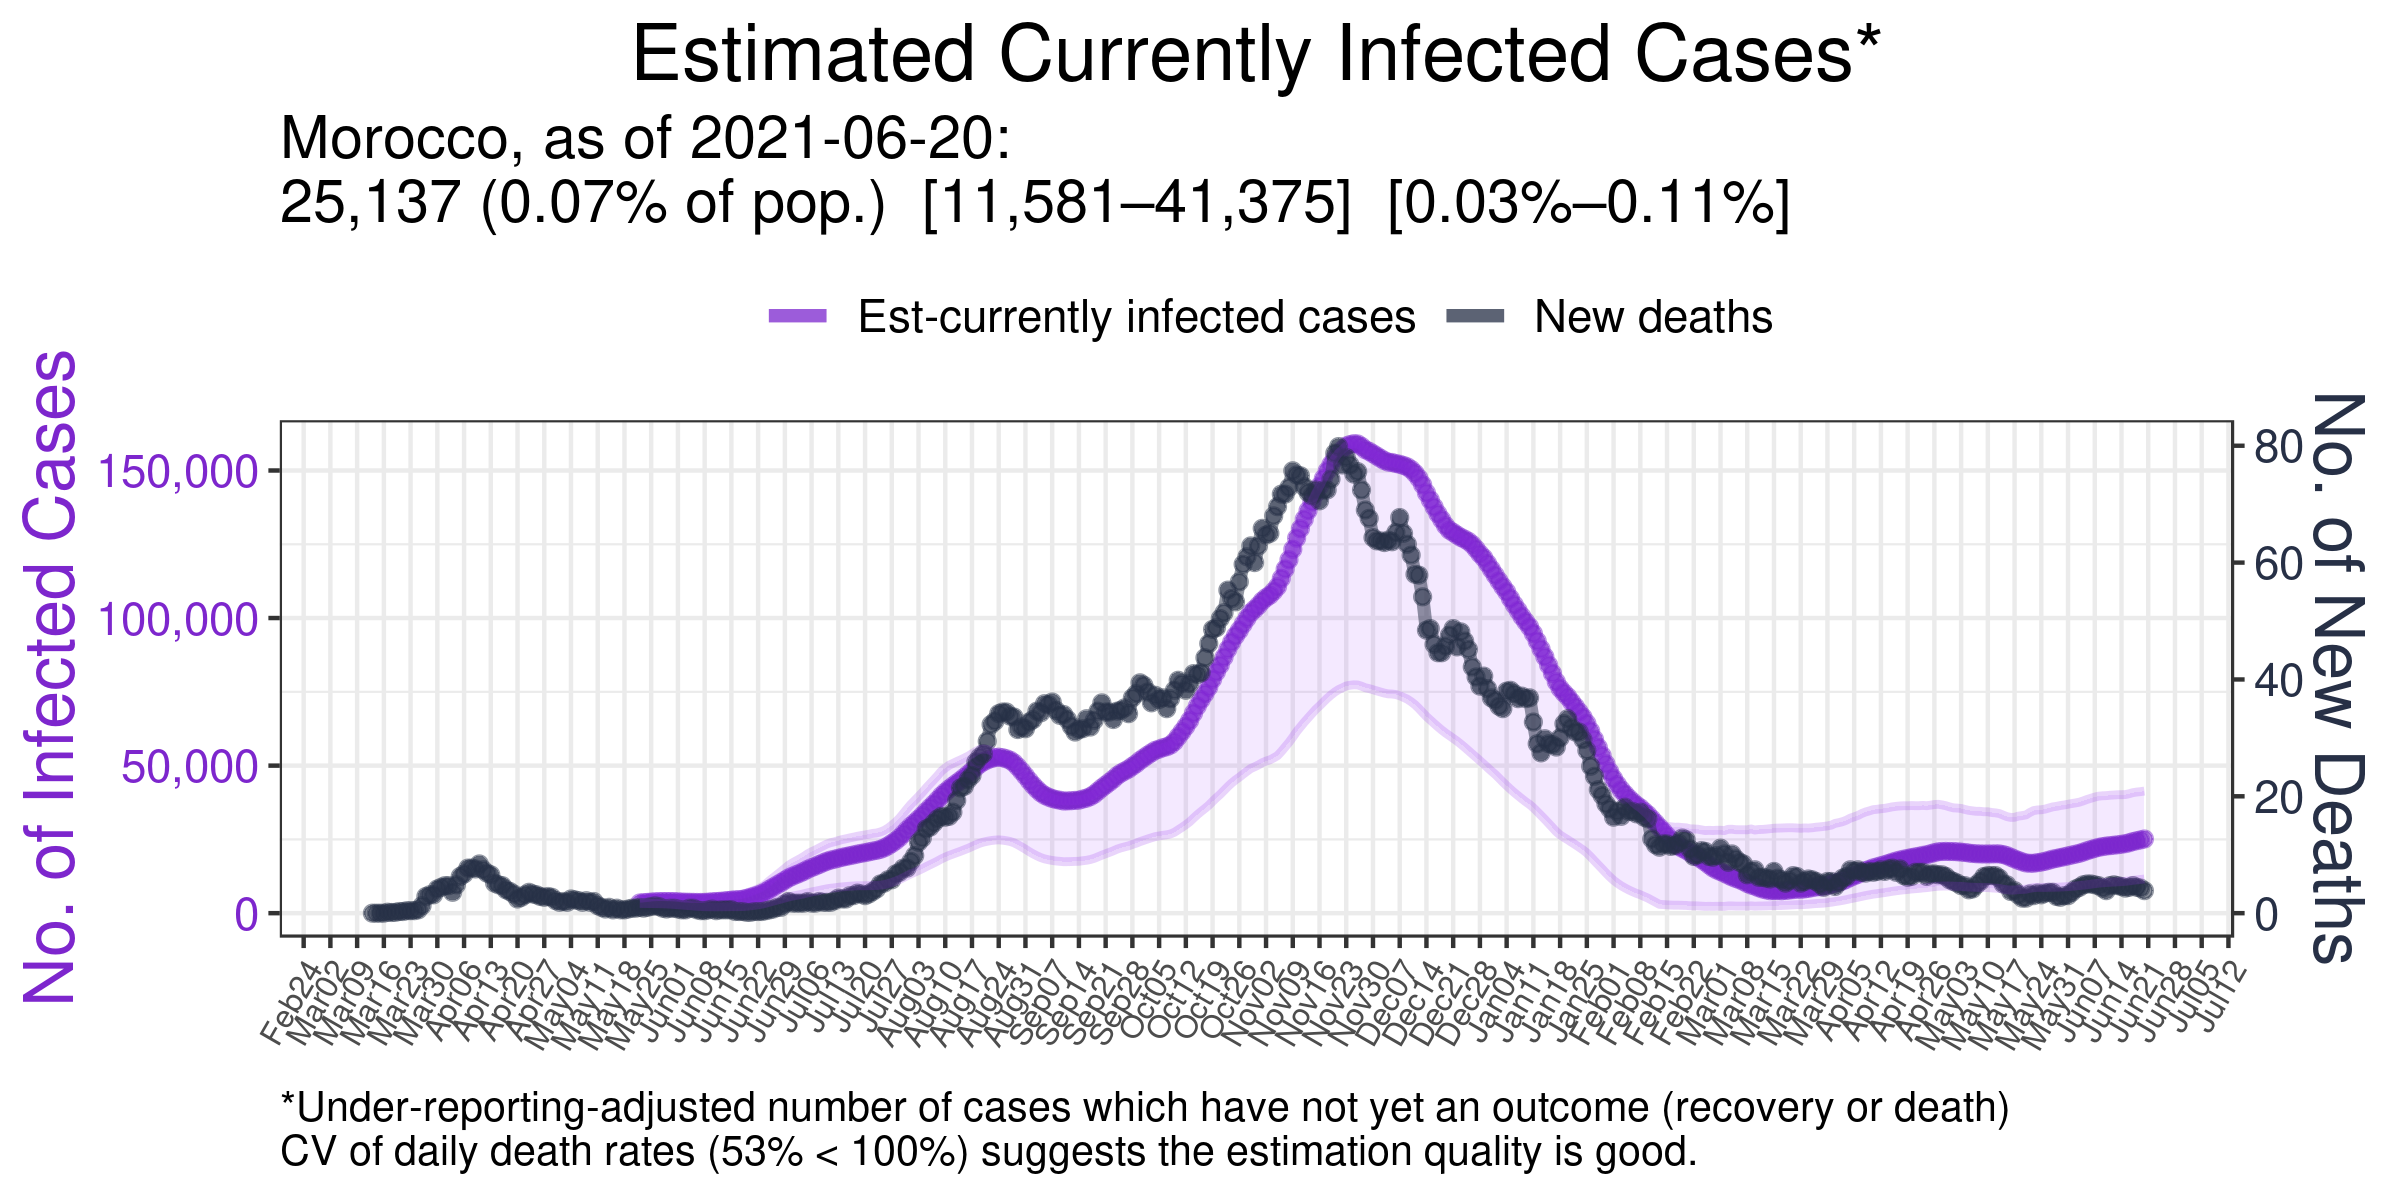 Estimated Currently Infected Cases*
Morocco, as of 2021-06-20:
25,137 (0.07% of pop.)  [11,581–41,375]  [0.03%–0.11%]
Est-currently infected cases
New deaths
No. of Infected Cases
150,000
100,000
50,000
0
80
60
40
20
0
No. of New Deaths
Feb24
Mar02
Mar09
Mar16
Mar23
Mar30
Apr06
Apr13
Apr20
Apr27
May04
May11
May18
May25
Jun01
Jun08
Jun15
Jun22
Jun29
Jul06
Jul13
Jul20
Jul27
Aug03
Aug10
Aug17
Aug24
Aug31
Sep07
Sep14
Sep21
Sep28
Oct05
Oct12
Oct19
Oct26
Nov02
Nov09
Nov16
Nov23
Nov30
Dec07
Dec14
Dec21
Dec28
Jan04
Jan11
Jan18
Jan25
Feb01
Feb08
Feb15
Feb22
Mar01
Mar08
Mar15
Mar22
Mar29
Apr05
Apr12
Apr19
Apr26
May03
May10
May17
May24
May31
Jun07
Jun14
Jun21
Jun28
Jul05
Jul12
*Under-reporting-adjusted number of cases which have not yet an outcome (recovery or death)
CV of daily death rates (53% < 100%) suggests the estimation quality is good.